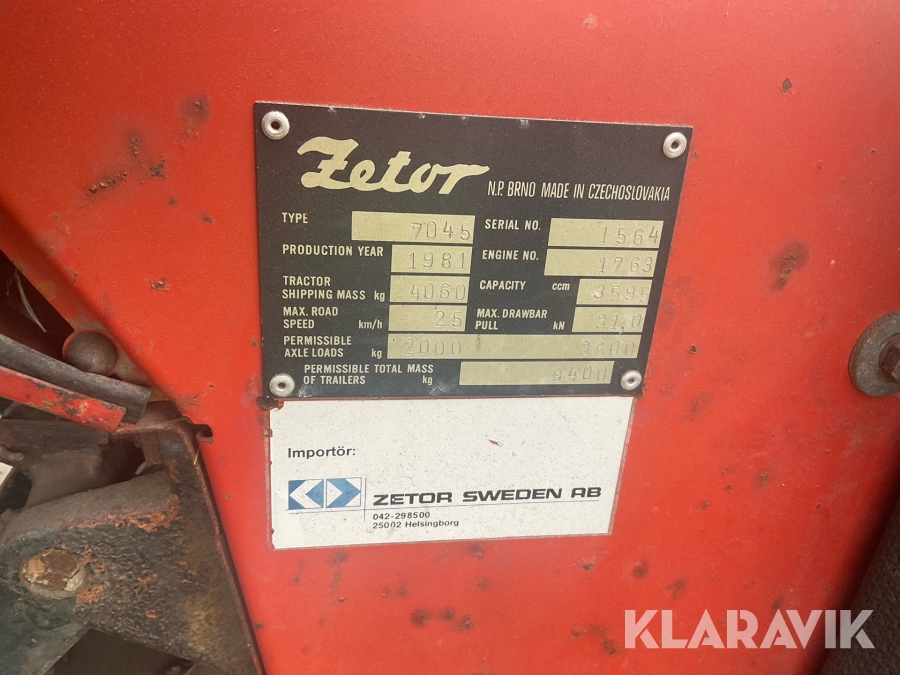 Zetor N.P. BRNO MADE IN CZECHOSLOVAKIA
TYPE 7045 SERIAL NO. 1564
PRODUCTION YEAR 1981 ENGINE NO. 1763
TRACTOR SHIPPING MASS kg 4060 CAPACITY ccm 3595
MAX. ROAD SPEED km/h 25 MAX. DRAWBAR PULL kN 31,0
PERMISSIBLE AXLE LOADS kg 2000 3600
PERMISSIBLE TOTAL MASS OF TRAILERS kg 9400
Importör:
ZETOR SWEDEN AB
042-298500
25002 Helsingborg
KLARAVIK